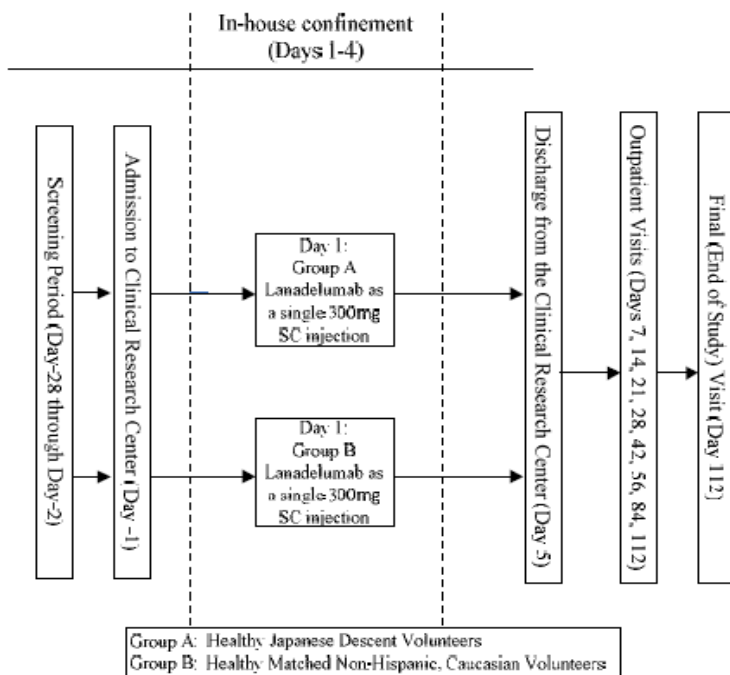 In-house confinement
(Days 1-4)
Screening Period (Day-28 through Day-2)
Admission to Clinical Research Center (Day -1)
Day 1:
Group A
Lanadelumab as
a single 300mg
SC injection
Day 1:
Group B
Lanadelumab as
a single 300mg
SC injection
Discharge from the Clinical Research Center (Day 5)
Outpatient Visits (Days 7, 14, 21, 28, 42, 56, 84, 112)
Final (End of Study) Visit (Day 112)
Group A: Healthy Japanese Descent Volunteers
Group B: Healthy Matched Non-Hispanic, Caucasian Volunteers